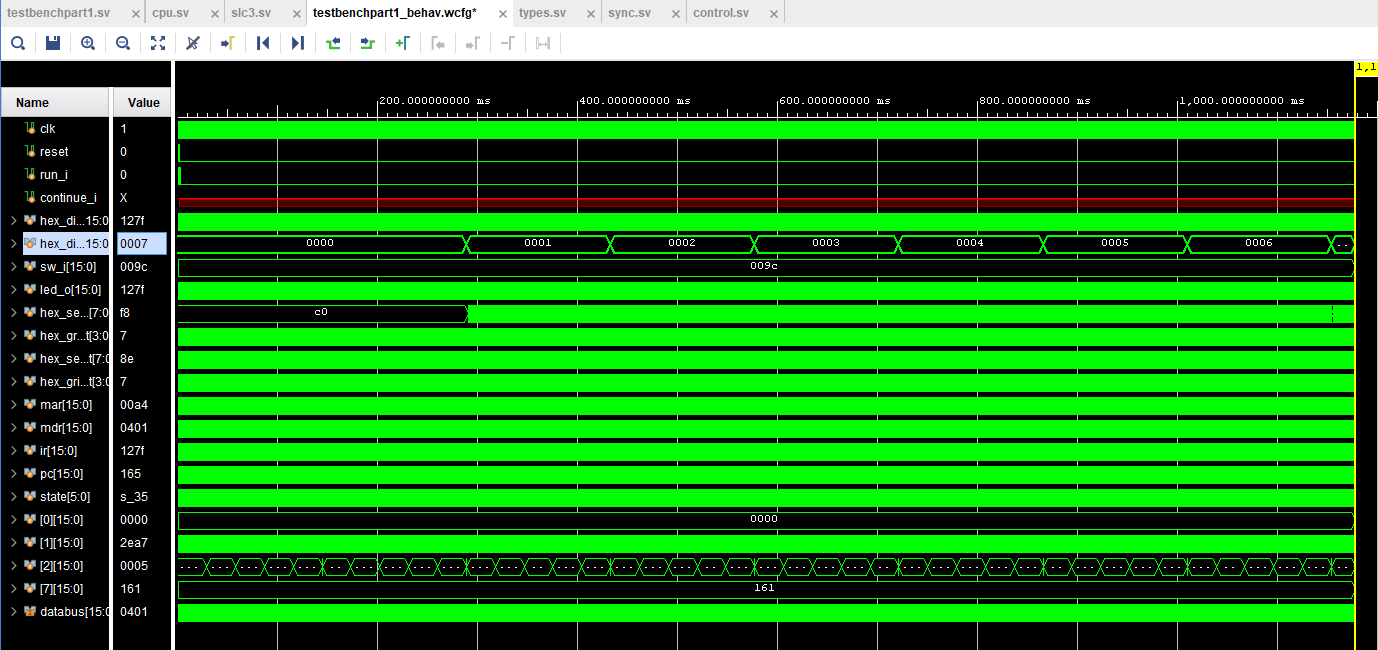 testbenchpart1.sv cpu.sv slc3.sv testbenchpart1_behav.wcfg* types.sv sync.sv control.sv
1,1
200.000000000 ms 400.000000000 ms 600.000000000 ms 800.000000000 ms 1,000.000000000 ms
Name Value
clk 1
reset 0
run_i 0
continue_i X
hex_di...15:0 127f
hex_di...15:0 0007 0000 0001 0002 0003 0004 0005 0006 ..
sw_i[15:0] 009c 009c
led_o[15:0] 127f
hex_se...[7:0 f8 c0
hex_gr...t[3:0 7
hex_se...t[7:0 8e
hex_gri...t[3:0 7
mar[15:0] 00a4
mdr[15:0] 0401
ir[15:0] 127f
pc[15:0] 165
state[5:0] s_35
[0][15:0] 0000 0000
[1][15:0] 2ea7
[2][15:0] 0005
[7][15:0] 161 161
databus[15:0 0401